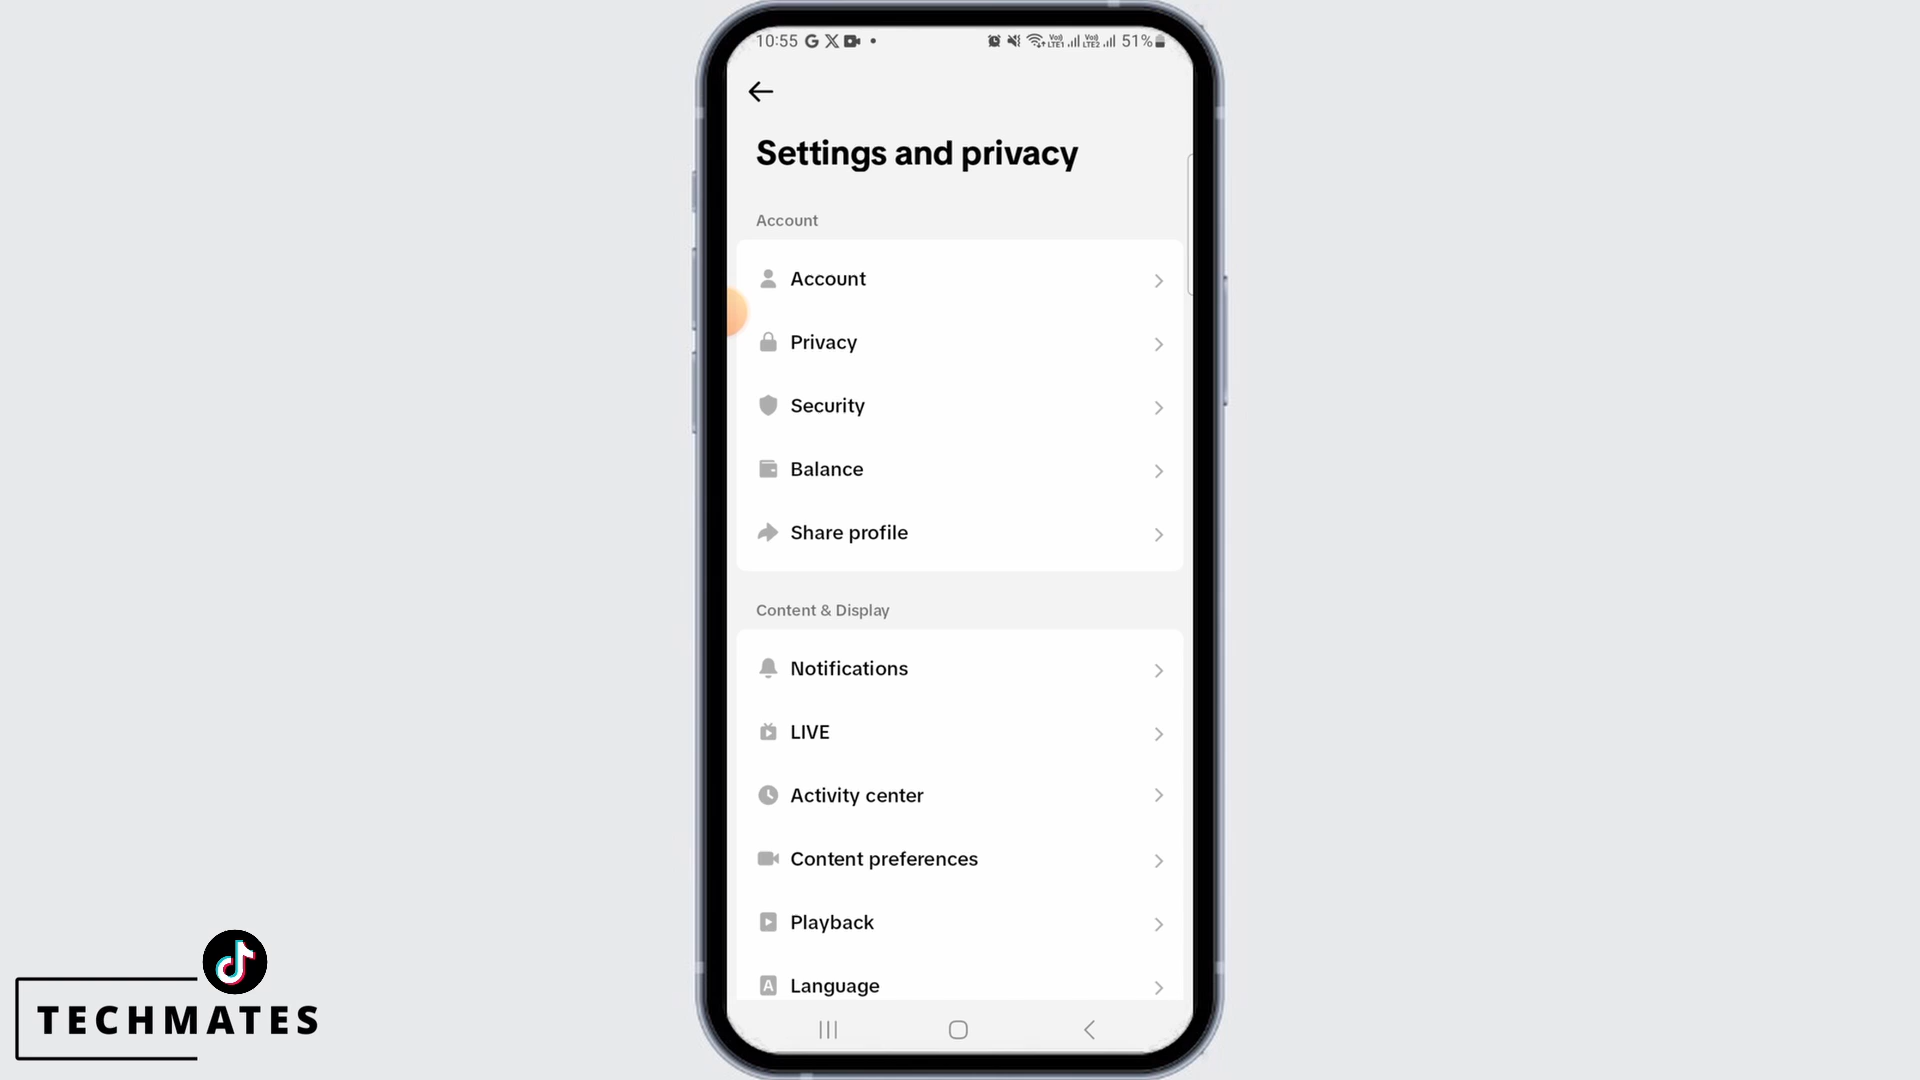 10:55
51%
Settings and privacy
Account
Account
Privacy
Security
Balance
Share profile
Content & Display
Notifications
LIVE
Activity center
Content preferences
Playback
Language
TECHMATES